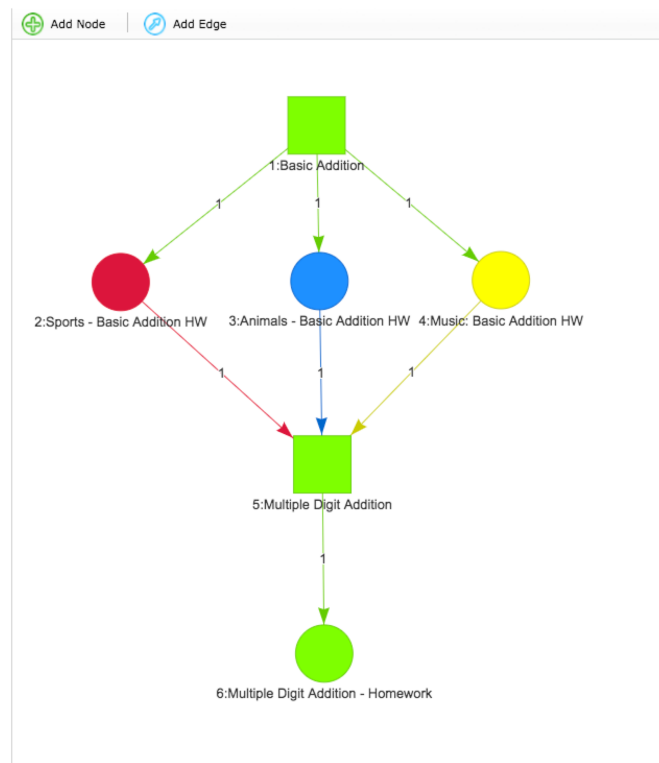 Add Node
Add Edge
1:Basic Addition
1
1
1
2:Sports - Basic Addition HW
3:Animals - Basic Addition HW
4:Music: Basic Addition HW
1
1
1
5:Multiple Digit Addition
1
6:Multiple Digit Addition - Homework